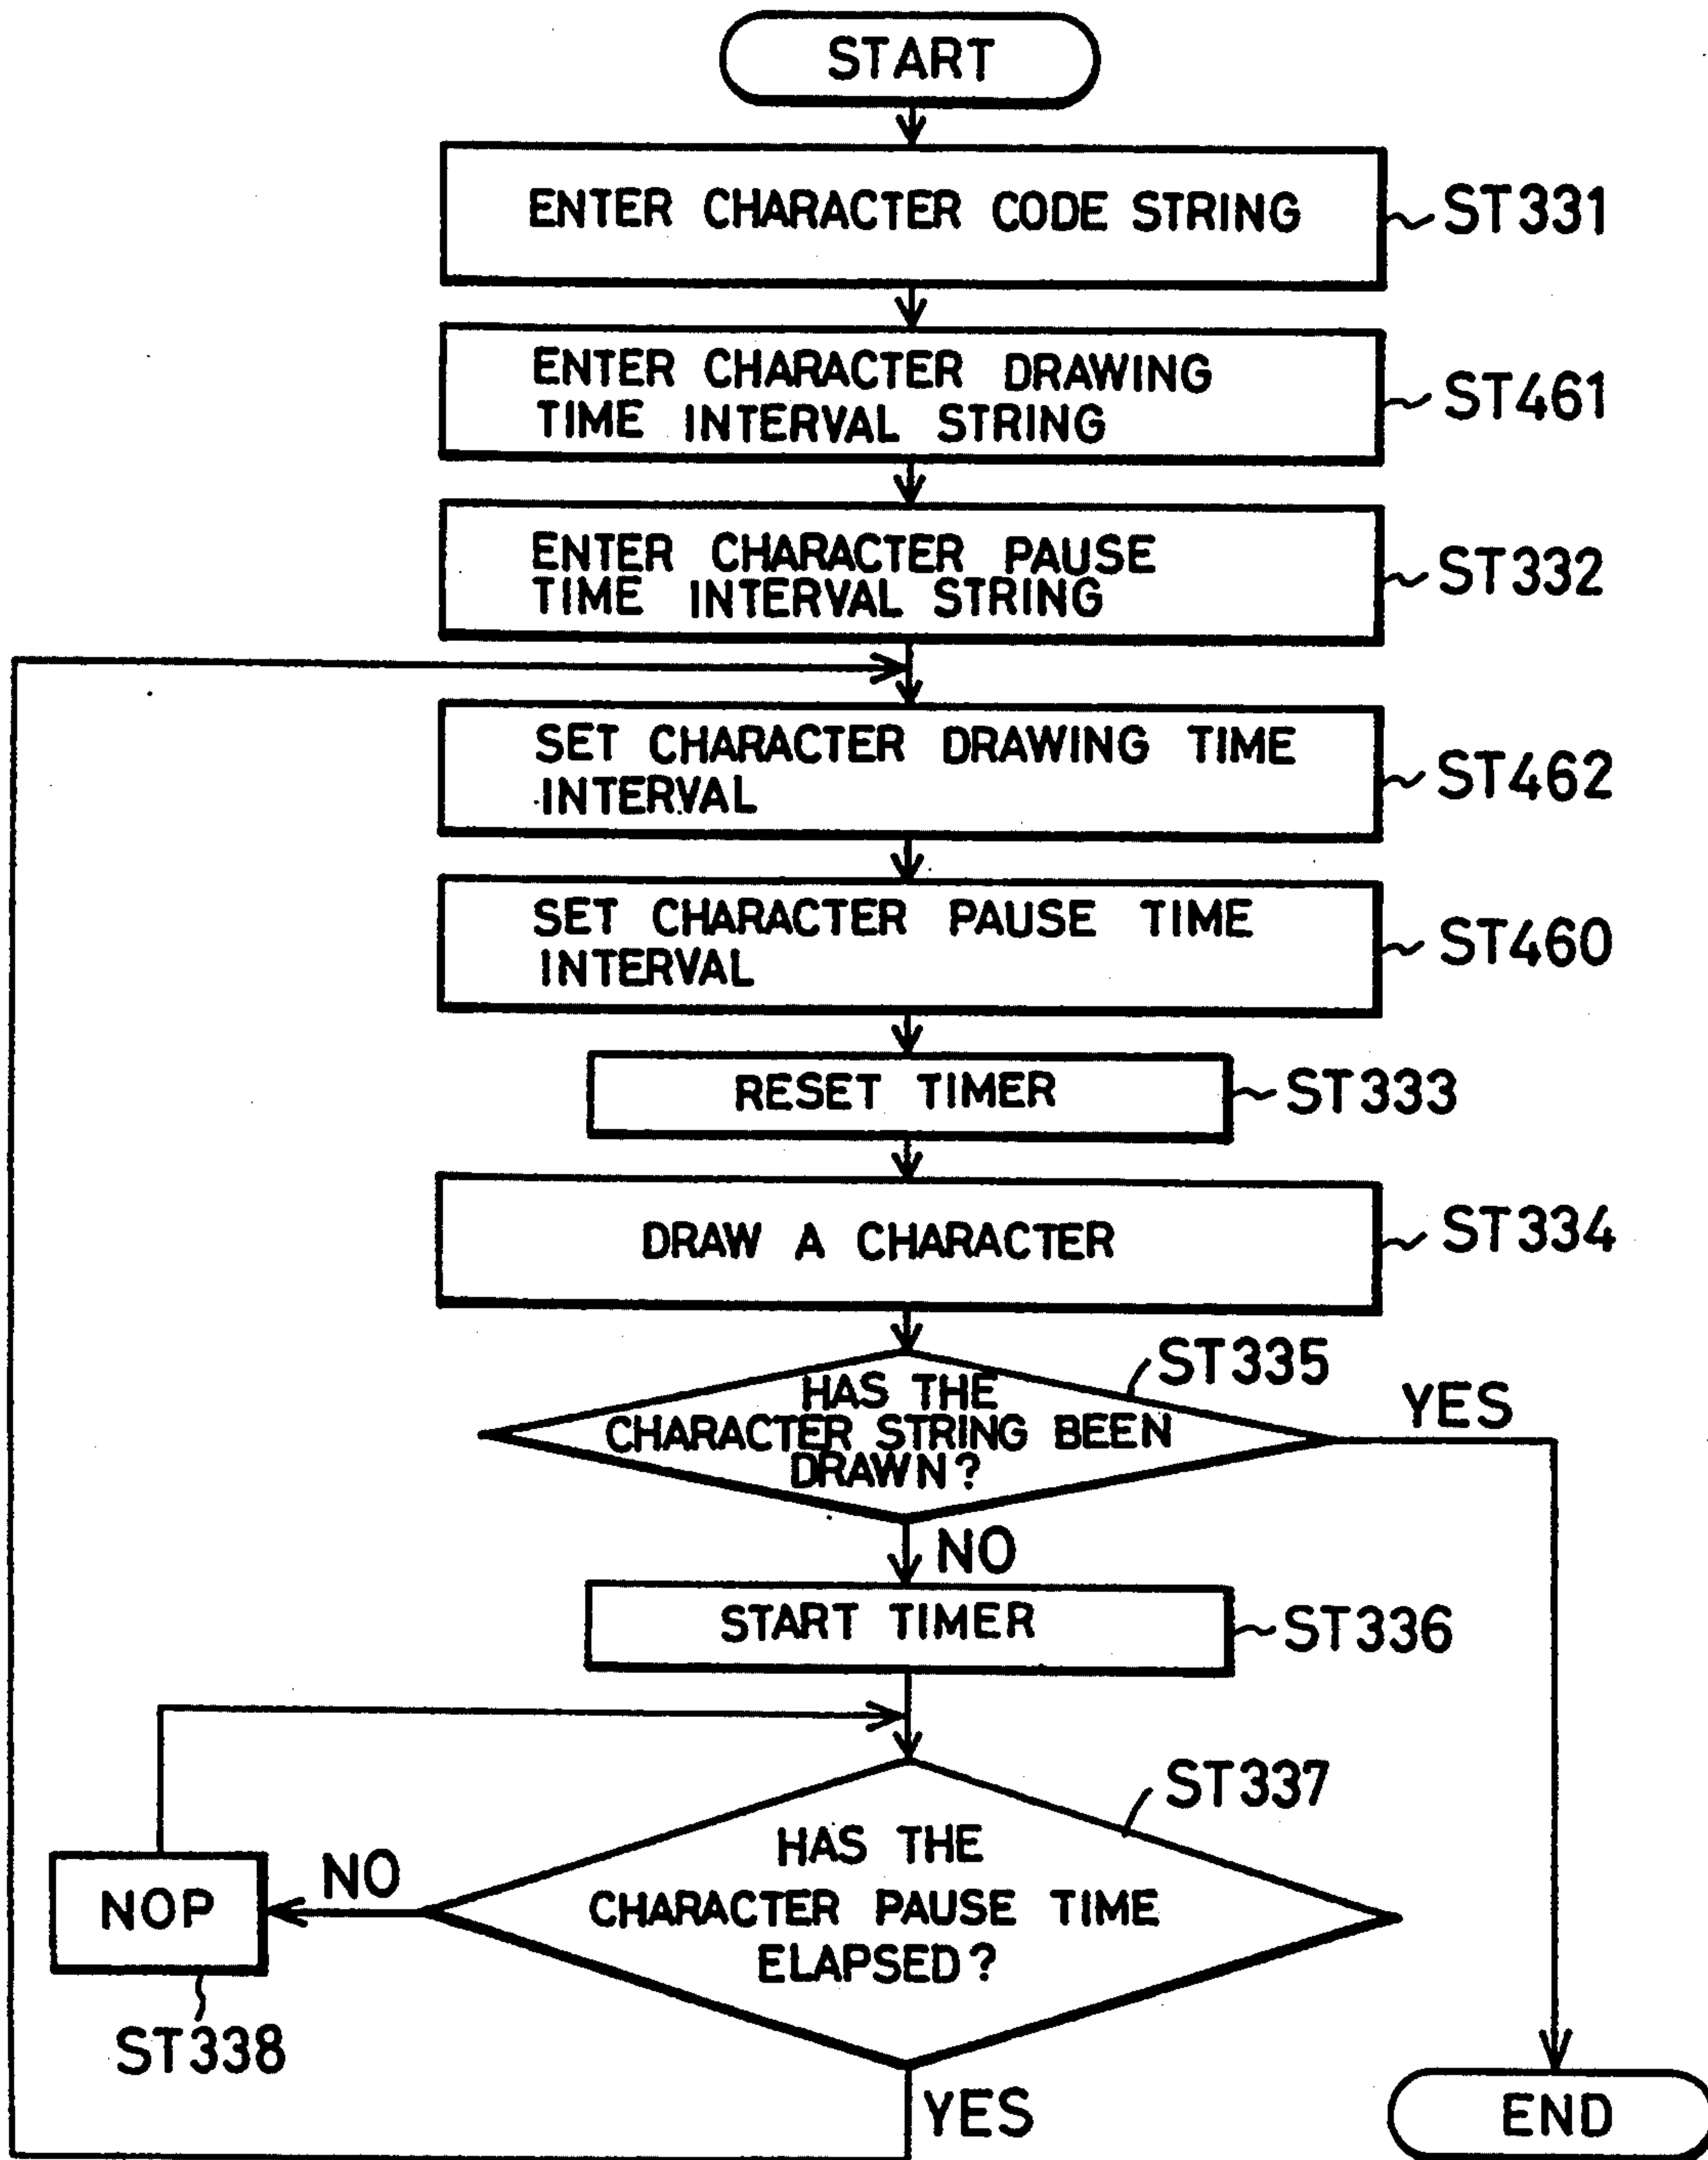 START
ENTER CHARACTER CODE STRING
ST331
ENTER CHARACTER DRAWING
TIME INTERVAL STRING
ST461
ENTER CHARACTER PAUSE
TIME INTERVAL STRING
ST332
SET CHARACTER DRAWING TIME
INTERVAL
ST462
SET CHARACTER PAUSE TIME
INTERVAL
ST460
RESET TIMER
ST333
DRAW A CHARACTER
ST334
ST335
HAS THE
CHARACTER STRING BEEN
DRAWN?
YES
NO
START TIMER
ST336
ST337
HAS THE
CHARACTER PAUSE TIME
ELAPSED?
NO
NOP
ST338
YES
END